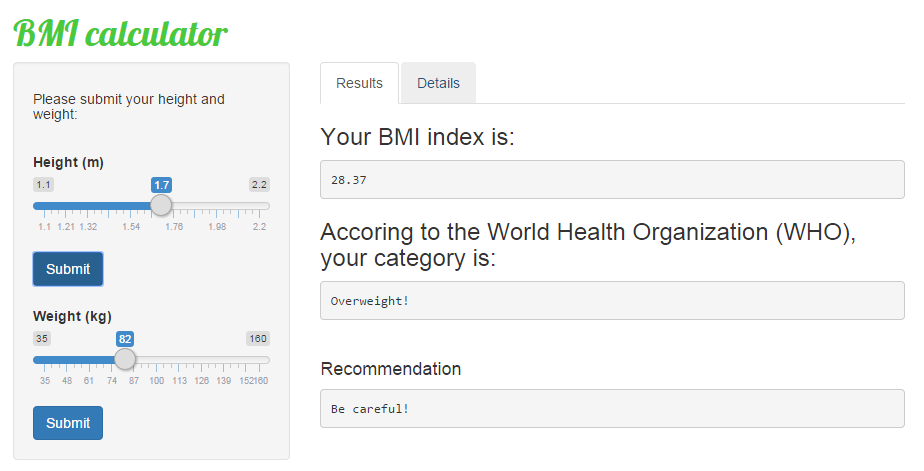 BMI calculator
Please submit your height and
weight:
Height (m)
1.1 1.7 2.2
1.1 1.21 1.32 1.54 1.76 1.98 2.2
Submit
Weight (kg)
35 82 160
35 48 61 74 87 100 113 126 139 152160
Submit
Results Details
Your BMI index is:
28.37
Accoring to the World Health Organization (WHO),
your category is:
Overweight!
Recommendation
Be careful!